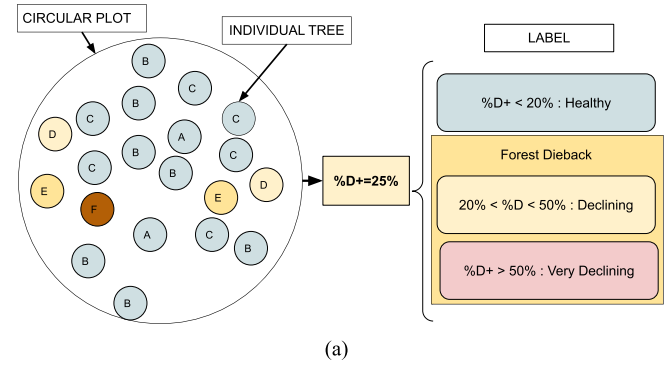 CIRCULAR PLOT
INDIVIDUAL TREE
LABEL
B
C
B
C
C
D
A
B
C
C
B
E
D
E
F
A
C
B
B
B
%D+=25%
%D+ < 20% : Healthy
Forest Dieback
20% < %D < 50% : Declining
%D+ > 50% : Very Declining
(a)